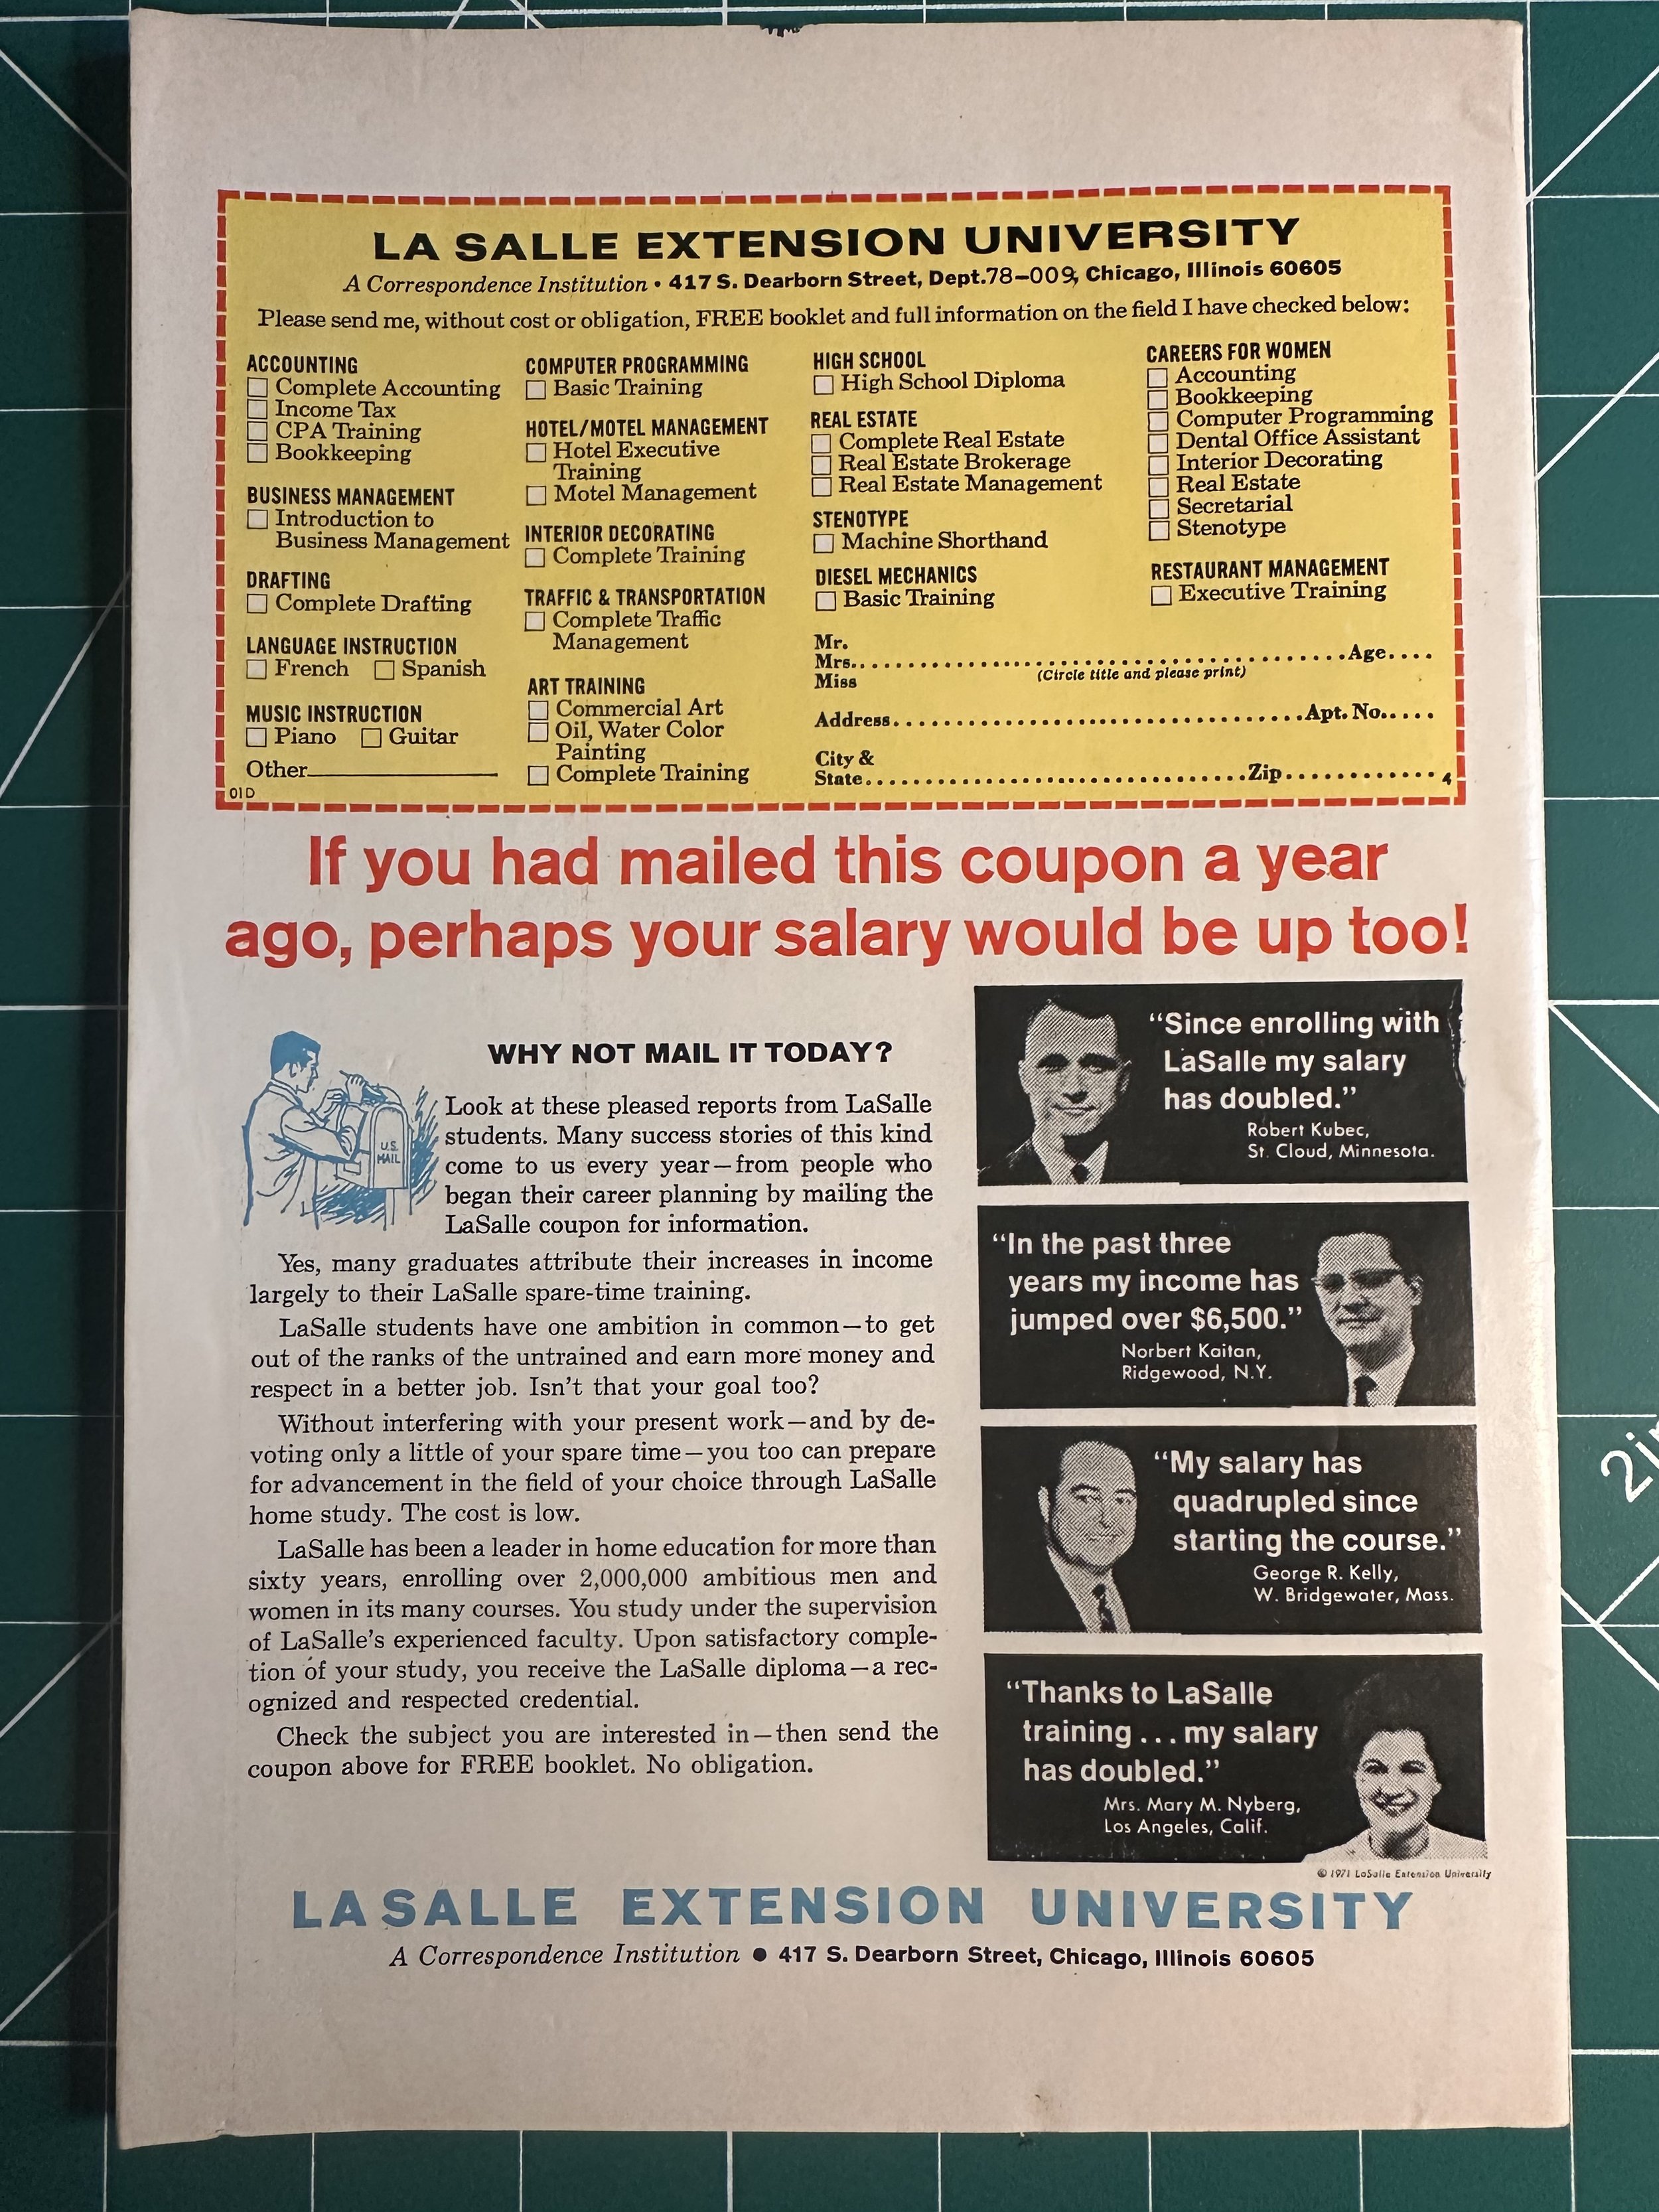 LA SALLE EXTENSION UNIVERSITY
A Correspondence Institution • 417 S. Dearborn Street, Dept.78-009, Chicago, Illinois 60605
Please send me, without cost or obligation, FREE booklet and full information on the field I have checked below:
ACCOUNTING
Complete Accounting
Income Tax
CPA Training
Bookkeeping
BUSINESS MANAGEMENT
Introduction to
Business Management
DRAFTING
Complete Drafting
LANGUAGE INSTRUCTION
French Spanish
MUSIC INSTRUCTION
Piano Guitar
Other
01D
COMPUTER PROGRAMMING
Basic Training
HOTEL/MOTEL MANAGEMENT
Hotel Executive
Training
Motel Management
INTERIOR DECORATING
Complete Training
TRAFFIC & TRANSPORTATION
Complete Traffic
Management
ART TRAINING
Commercial Art
Oil, Water Color
Painting
Complete Training
HIGH SCHOOL
High School Diploma
REAL ESTATE
Complete Real Estate
Real Estate Brokerage
Real Estate Management
STENOTYPE
Machine Shorthand
DIESEL MECHANICS
Basic Training
CAREERS FOR WOMEN
Accounting
Bookkeeping
Computer Programming
Dental Office Assistant
Interior Decorating
Real Estate
Secretarial
Stenotype
RESTAURANT MANAGEMENT
Executive Training
Mr.
Mrs. Age
Miss (Circle title and please print)
Address Apt. No.
City &
State Zip 4
If you had mailed this coupon a year
ago, perhaps your salary would be up too!
U.S.
MAIL
WHY NOT MAIL IT TODAY?
Look at these pleased reports from LaSalle
students. Many success stories of this kind
come to us every year—from people who
began their career planning by mailing the
LaSalle coupon for information.
Yes, many graduates attribute their increases in income
largely to their LaSalle spare-time training.
LaSalle students have one ambition in common—to get
out of the ranks of the untrained and earn more money and
respect in a better job. Isn't that your goal too?
Without interfering with your present work—and by de-
voting only a little of your spare time—you too can prepare
for advancement in the field of your choice through LaSalle
home study. The cost is low.
LaSalle has been a leader in home education for more than
sixty years, enrolling over 2,000,000 ambitious men and
women in its many courses. You study under the supervision
of LaSalle's experienced faculty. Upon satisfactory comple-
tion of your study, you receive the LaSalle diploma—a rec-
ognized and respected credential.
Check the subject you are interested in—then send the
coupon above for FREE booklet. No obligation.
“Since enrolling with
LaSalle my salary
has doubled.”
Robert Kubec,
St. Cloud, Minnesota.
“In the past three
years my income has
jumped over $6,500.”
Norbert Kaitan,
Ridgewood, N.Y.
“My salary has
quadrupled since
starting the course.”
George R. Kelly,
W. Bridgewater, Mass.
“Thanks to LaSalle
training . . . my salary
has doubled.”
Mrs. Mary M. Nyberg,
Los Angeles, Calif.
© 1971 LaSalle Extension University
LA SALLE EXTENSION UNIVERSITY
A Correspondence Institution • 417 S. Dearborn Street, Chicago, Illinois 60605